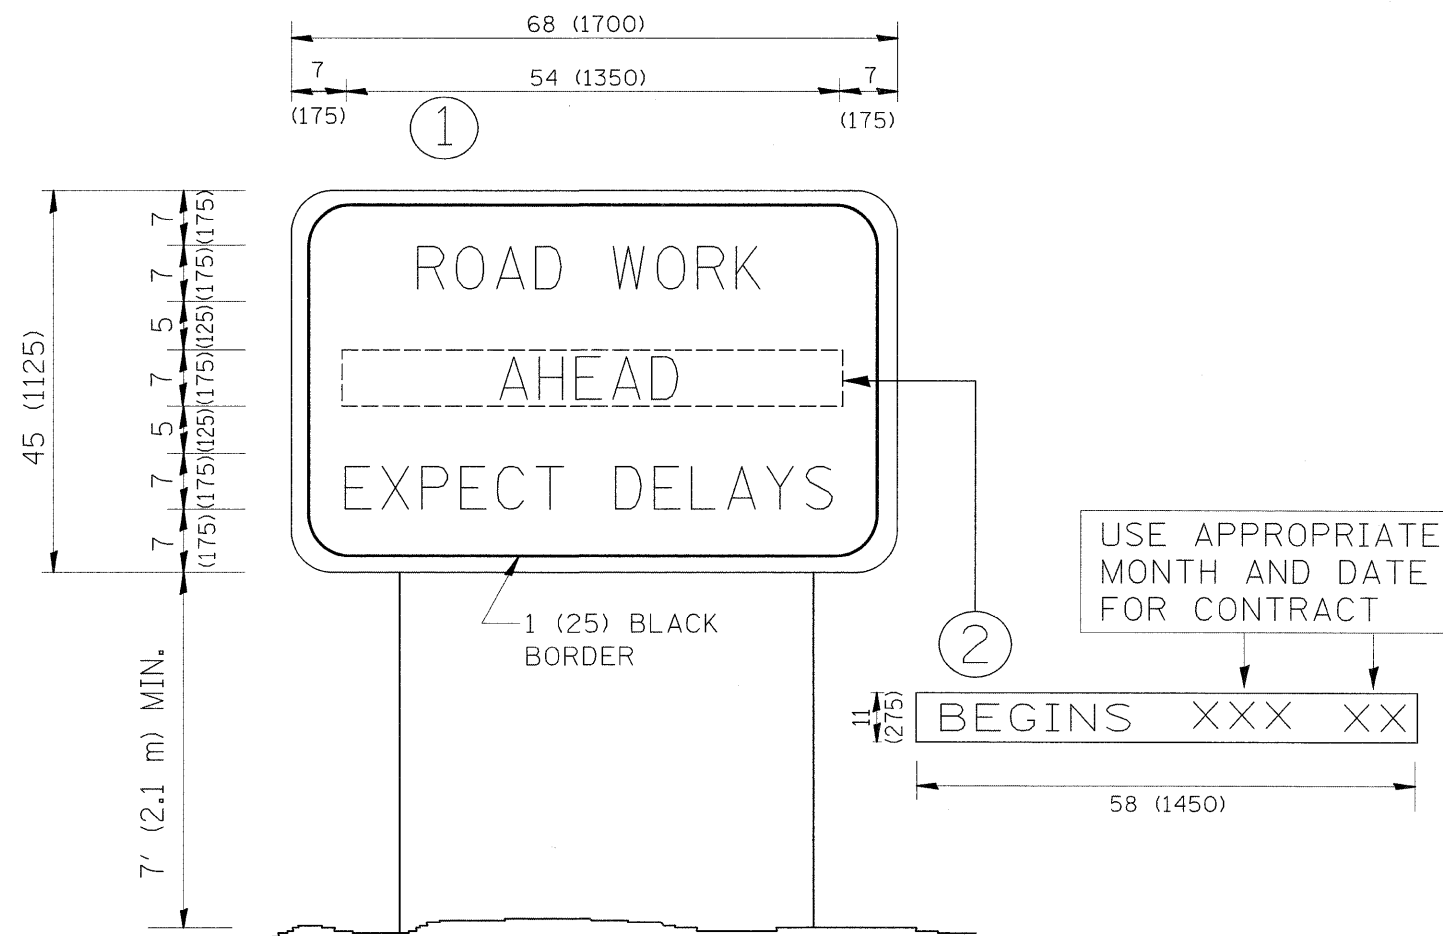 68 (1700)
7
54 (1350)
7
(175)
(175)
1
7 (175)
7 (175)
5 (125)
7 (175)
5 (125)
7 (175)
7 (175)
45 (1125)
7' (2.1 m) MIN.
ROAD WORK
AHEAD
EXPECT DELAYS
1 (25) BLACK
BORDER
2
USE APPROPRIATE
MONTH AND DATE
FOR CONTRACT
11
(275)
BEGINS XXX XX
58 (1450)